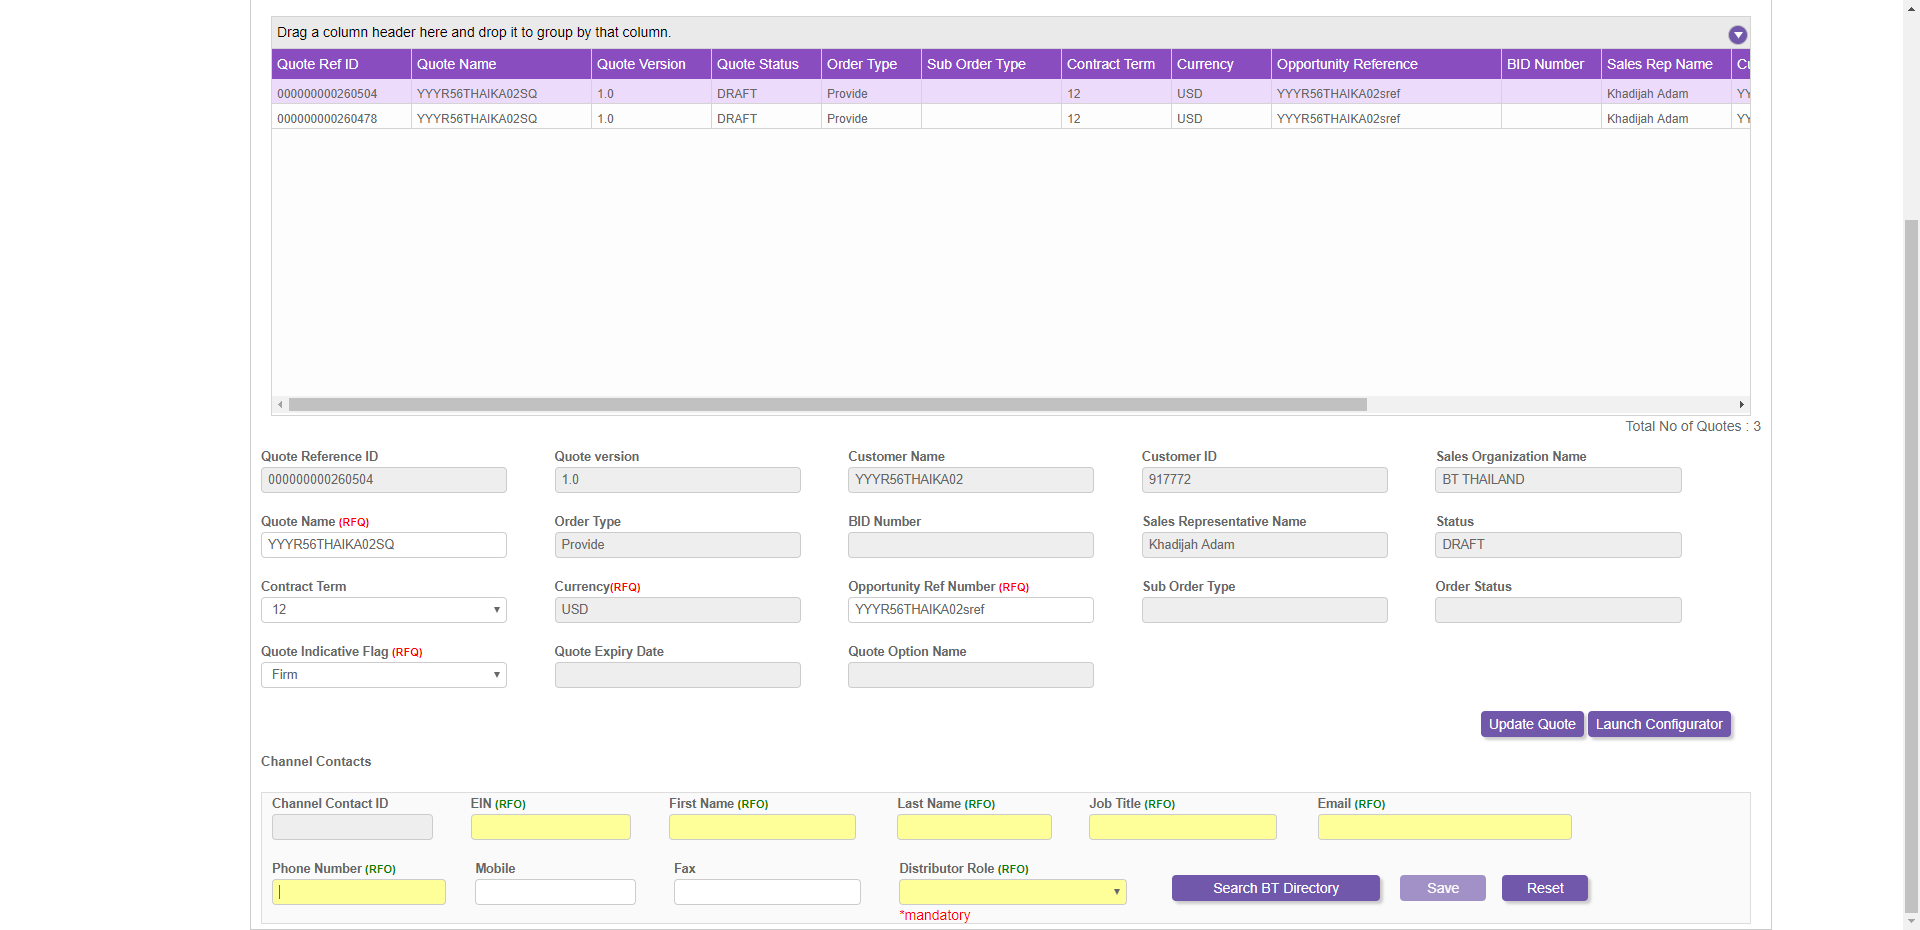 Drag a column header here and drop it to group by that column.
Quote Ref ID Quote Name Quote Version Quote Status Order Type Sub Order Type Contract Term Currency Opportunity Reference BID Number Sales Rep Name
000000000260504 YYYR56THAIKA02SQ 1.0 DRAFT Provide 12 USD YYYR56THAIKA02sref Khadijah Adam YY
000000000260478 YYYR56THAIKA02SQ 1.0 DRAFT Provide 12 USD YYYR56THAIKA02sref Khadijah Adam YY
Total No of Quotes : 3
Quote Reference ID Quote version Customer Name Customer ID Sales Organization Name
000000000260504 1.0 YYYR56THAIKA02 917772 BT THAILAND
Quote Name (RFQ) Order Type BID Number Sales Representative Name Status
YYYR56THAIKA02SQ Provide Khadijah Adam DRAFT
Contract Term Currency(RFQ) Opportunity Ref Number (RFQ) Sub Order Type Order Status
12 USD YYYR56THAIKA02sref
Quote Indicative Flag (RFQ) Quote Expiry Date Quote Option Name
Firm
Update Quote Launch Configurator
Channel Contacts
Channel Contact ID EIN (RFO) First Name (RFO) Last Name (RFO) Job Title (RFO) Email (RFO)
Phone Number (RFO) Mobile Fax Distributor Role (RFO)
Search BT Directory Save Reset
*mandatory